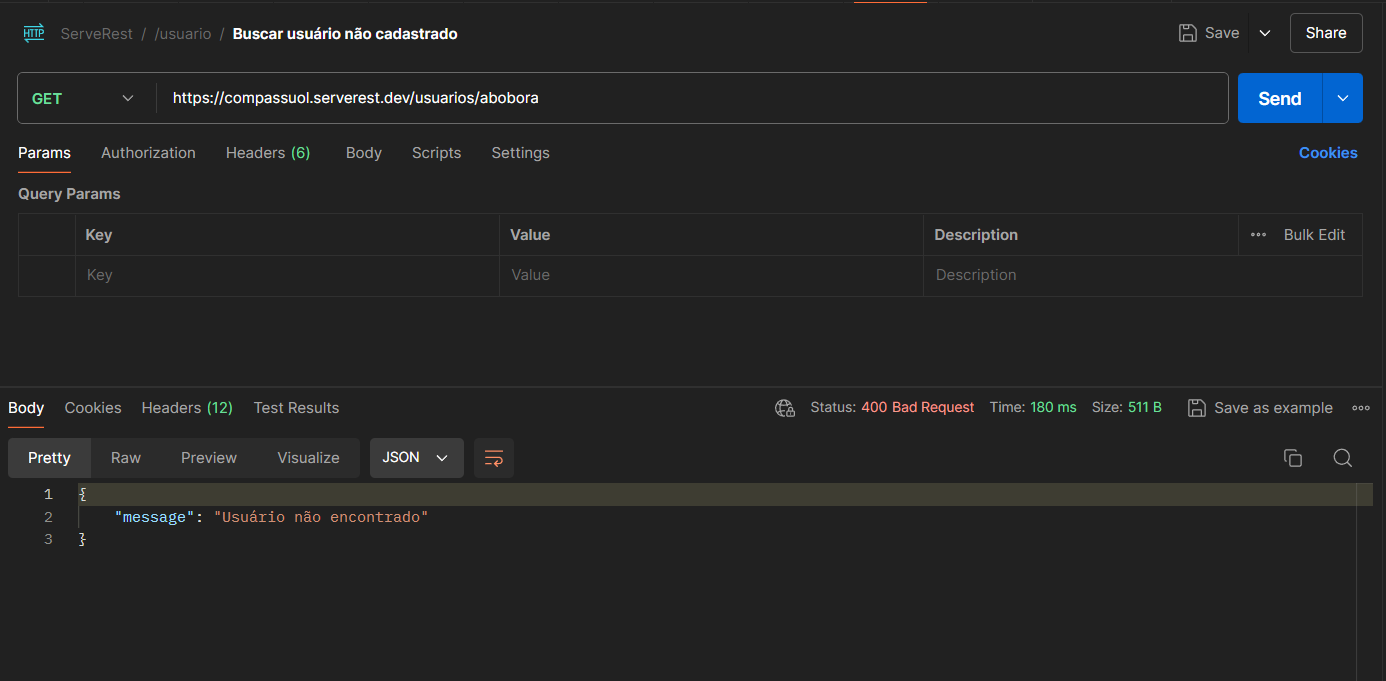 HTTP ServeRest / /usuario / Buscar usuário não cadastrado Save Share
GET https://compassuol.serverest.dev/usuarios/abobora Send
Params Authorization Headers (6) Body Scripts Settings Cookies
Query Params
Key Value Description Bulk Edit
Key Value Description
Body Cookies Headers (12) Test Results Status: 400 Bad Request Time: 180 ms Size: 511 B Save as example
Pretty Raw Preview Visualize JSON
1 {
2 "message": "Usuário não encontrado"
3 }